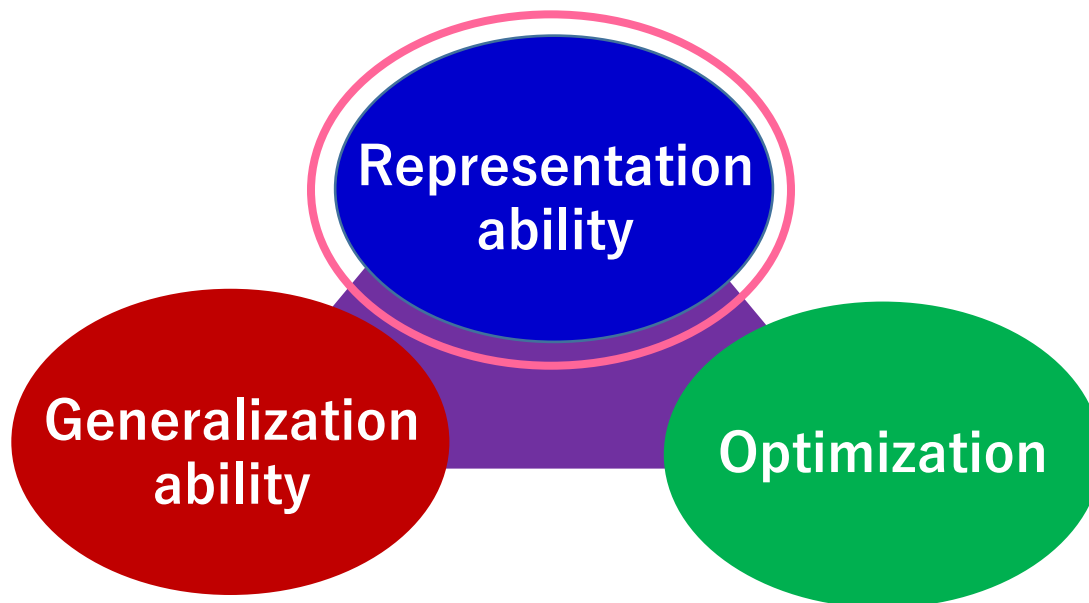 Representation
ability
Generalization
ability
Optimization